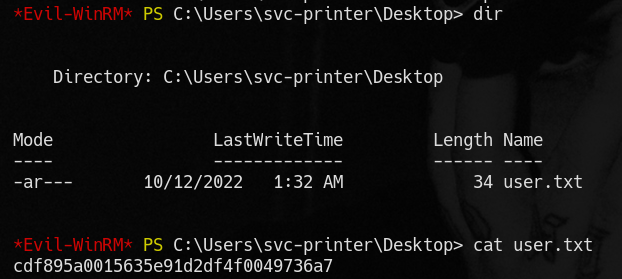 *Evil-WinRM* PS C:\Users\svc-printer\Desktop> dir
Directory: C:\Users\svc-printer\Desktop
Mode                LastWriteTime         Length Name
----                -------------         ------ ----
-ar---       10/12/2022   1:32 AM             34 user.txt
*Evil-WinRM* PS C:\Users\svc-printer\Desktop> cat user.txt
cdf895a0015635e91d2df4f0049736a7